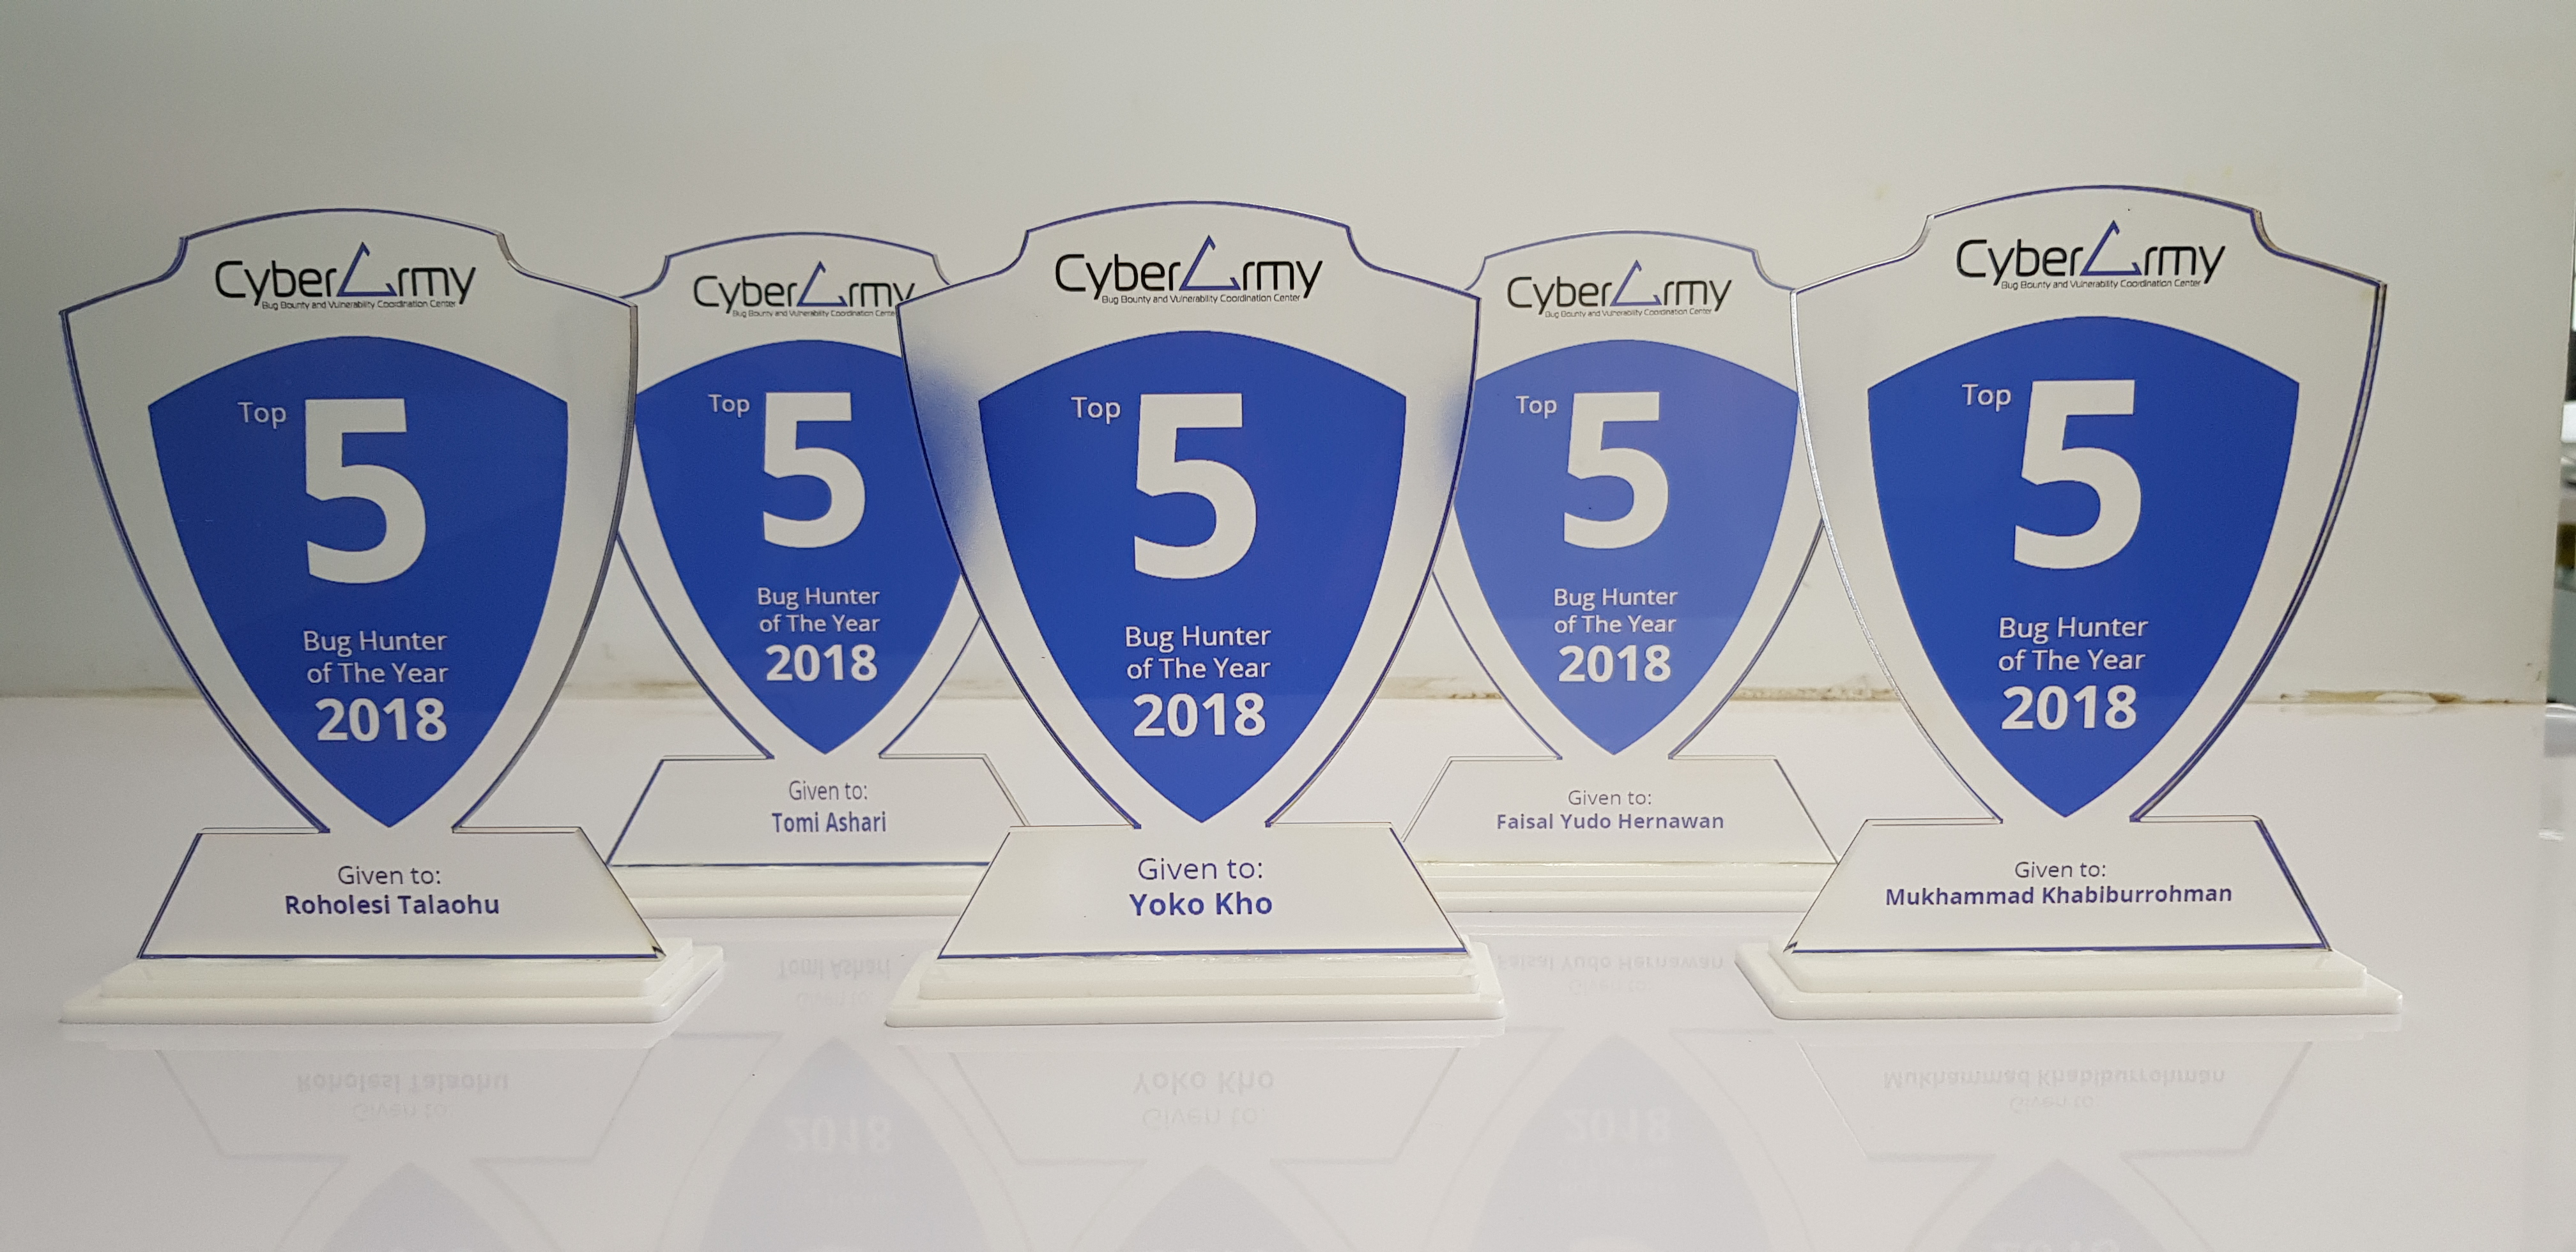 CyberArmy
Bug Bounty and Vulnerability Coordination Center
Top
5
Bug Hunter
of The Year
2018
Given to:
Roholesi Talaohu
CyberArmy
Bug Bounty and Vulnerability Coordination Center
Top
5
Bug Hunter
of The Year
2018
Given to:
Tomi Ashari
CyberArmy
Bug Bounty and Vulnerability Coordination Center
Top
5
Bug Hunter
of The Year
2018
Given to:
Yoko Kho
CyberArmy
Bug Bounty and Vulnerability Coordination Center
Top
5
Bug Hunter
of The Year
2018
Given to:
Faisal Yudo Hernawan
CyberArmy
Bug Bounty and Vulnerability Coordination Center
Top
5
Bug Hunter
of The Year
2018
Given to:
Mukhammad Khabiburrohman